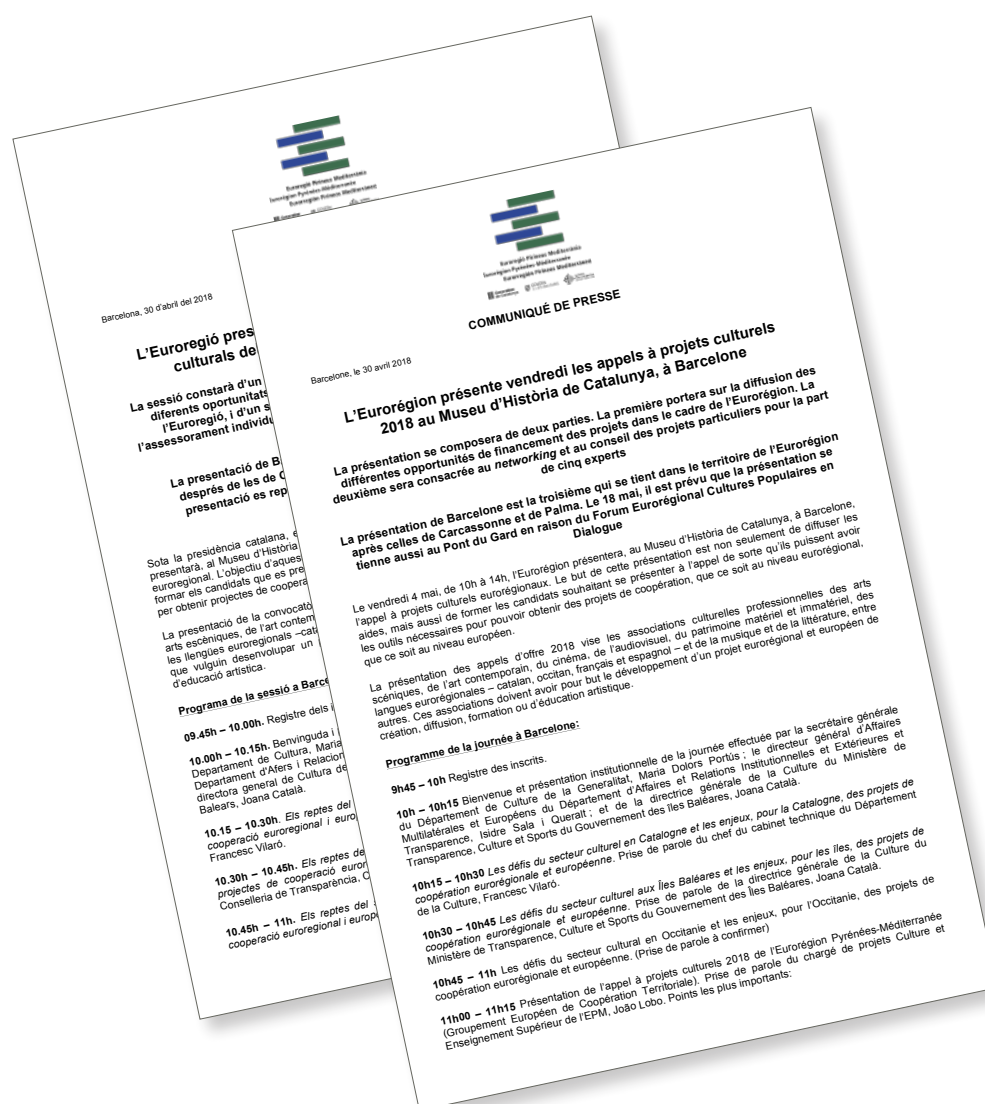 Euroregió Pirineus Mediterrània
Eurorégion Pyrénées-Méditerranée
Eurorregión Pirineos Mediterráneo
Barcelona, 30 d'abril del 2018
L'Euroregió pres
culturals de
La sessió constarà d'un
diferents oportunitats
l'Euroregió, i d'un s
l'assessorament individu
La presentació de B
després de les de C
presentació es rep
Sota la presidència catalana,
presentarà, al Museu d'Història
euroregional. L'objectiu d'aques
formar els candidats que es pre
per obtenir projectes de coopera
La presentació de la convocatò
arts escèniques, de l'art contem
les llengües euroregionals –cata
que vulguin desenvolupar un
d'educació artística.
Programa de la sessió a Barce
09.45h – 10.00h. Registre dels i
10.00h – 10.15h. Benvinguda i
Departament de Cultura, Maria
Departament d'Afers i Relacion
directora general de Cultura de
Balears, Joana Català.
10.15 – 10.30h. Els reptes del
cooperació euroregional i euro
Francesc Vilaró.
10.30h – 10.45h. Els reptes de
projectes de cooperació euror
Conselleria de Transparència, C
10.45h – 11h. Els reptes del
cooperació euroregional i europ
Euroregió Pirineus Mediterrània
Eurorégion Pyrénées-Méditerranée
Eurorregión Pirineos Mediterráneo
COMMUNIQUÉ DE PRESSE
Barcelone, le 30 avril 2018
L'Eurorégion présente vendredi les appels à projets culturels
2018 au Museu d'Història de Catalunya, à Barcelone
La présentation se composera de deux parties. La première portera sur la diffusion des
différentes opportunités de financement des projets dans le cadre de l'Eurorégion. La
deuxième sera consacrée au networking et au conseil des projets particuliers pour la part
de cinq experts
La présentation de Barcelone est la troisième qui se tient dans le territoire de l'Eurorégion
après celles de Carcassonne et de Palma. Le 18 mai, il est prévu que la présentation se
tienne aussi au Pont du Gard en raison du Forum Eurorégional Cultures Populaires en
Dialogue
Le vendredi 4 mai, de 10h à 14h, l'Eurorégion présentera, au Museu d'Història de Catalunya, à Barcelone,
l'appel à projets culturels eurorégionaux. Le but de cette présentation est non seulement de diffuser les
aides, mais aussi de former les candidats souhaitant se présenter à l'appel de sorte qu'ils puissent avoir
les outils nécessaires pour pouvoir obtenir des projets de coopération, que ce soit au niveau eurorégional,
que ce soit au niveau européen.
La présentation des appels d'offre 2018 vise les associations culturelles professionnelles des arts
scéniques, de l'art contemporain, du cinéma, de l'audiovisuel, du patrimoine matériel et immatériel, des
langues eurorégionales – catalan, occitan, français et espagnol – et de la musique et de la littérature, entre
autres. Ces associations doivent avoir pour but le développement d'un projet eurorégional et européen de
création, diffusion, formation ou d'éducation artistique.
Programme de la journée à Barcelone:
9h45 – 10h Registre des inscrits.
10h – 10h15 Bienvenue et présentation institutionnelle de la journée effectuée par la secrétaire générale
du Département de Culture de la Generalitat, Maria Dolors Portús ; le directeur général d'Affaires
Multilatérales et Européens du Département d'Affaires et Relations Institutionnelles et Extérieures et
Transparence, Isidre Sala i Queralt ; et de la directrice générale de la Culture du Ministère de
Transparence, Culture et Sports du Gouvernement des Îles Baléares, Joana Català.
10h15 – 10h30 Les défis du secteur culturel en Catalogne et les enjeux, pour la Catalogne, des projets de
coopération eurorégionale et européenne. Prise de parole du chef du cabinet technique du Département
de la Culture, Francesc Vilaró.
10h30 – 10h45 Les défis du secteur culturel aux Îles Baléares et les enjeux, pour les îles, des projets de
coopération eurorégionale et européenne. Prise de parole de la directrice générale de la Culture du
Ministère de Transparence, Culture et Sports du Gouvernement des Îles Baléares, Joana Català.
10h45 – 11h Les défis du secteur cultural en Occitanie et les enjeux, pour l'Occitanie, des projets de
coopération eurorégionale et européenne. (Prise de parole à confirmer)
11h00 – 11h15 Présentation de l'appel à projets culturels 2018 de l'Eurorégion Pyrénées-Méditerranée
(Groupement Européen de Coopération Territoriale). Prise de parole du chargé de projets Culture et
Enseignement Supérieur de l'EPM, João Lobo. Points les plus importants: